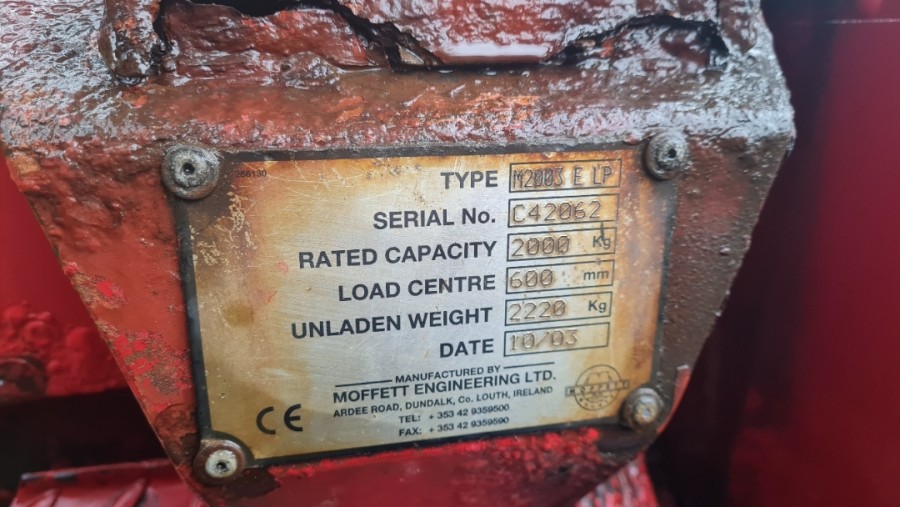 266130
TYPE M2003 E LP
SERIAL No. C42062
RATED CAPACITY 2000 Kg
LOAD CENTRE 600 mm
UNLADEN WEIGHT 2220 Kg
DATE 10/03
MANUFACTURED BY
MOFFETT ENGINEERING LTD.
ARDEE ROAD, DUNDALK, Co. LOUTH, IRELAND
TEL: +353 42 9359500
FAX: +353 42 9359590
CE
MOFFETT